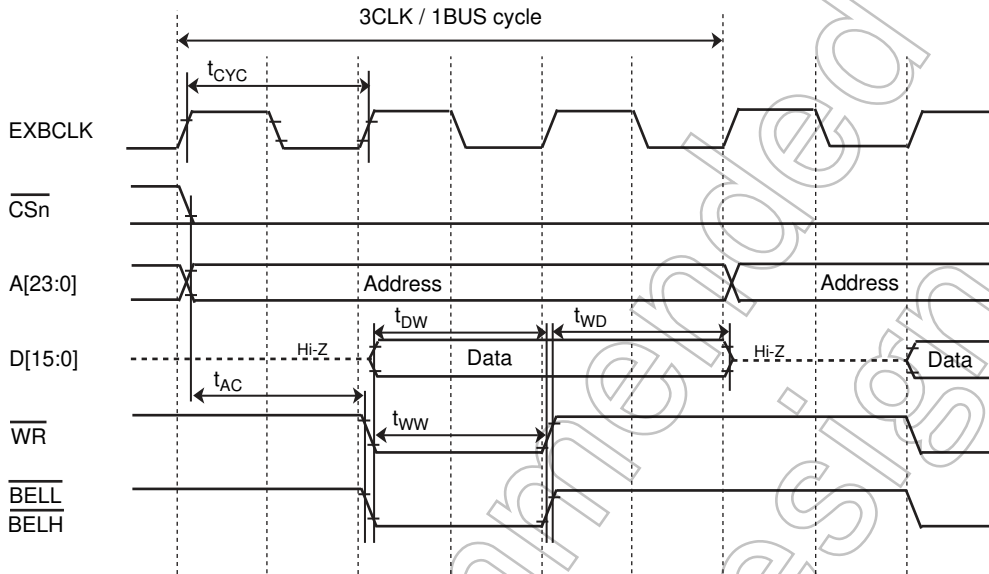 3CLK / 1BUS cycle
tCYC
EXBCLK
CSn
A[23:0]
Address
Address
tDW
tWD
D[15:0]
Hi-Z
Data
Hi-Z
Data
tAC
WR
tWW
BELL
BELH